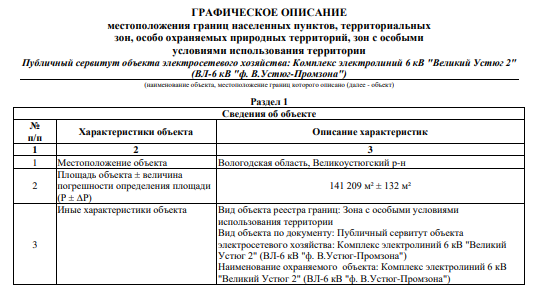 ГРАФИЧЕСКОЕ ОПИСАНИЕ
местоположения границ населенных пунктов, территориальных
зон, особо охраняемых природных территорий, зон с особыми
условиями использования территории
Публичный сервитут объекта электросетевого хозяйства: Комплекс электролиний 6 кВ "Великий Устюг 2"
(ВЛ-6 кВ "ф. В.Устюг-Промзона")
(наименование объекта, местоположение границ которого описано (далее - объект)
Раздел 1
Сведения об объекте
№
п/п
Характеристики объекта
Описание характеристик
1
2
3
1
Местоположение объекта
Вологодская область, Великоустюгский р-н
2
Площадь объекта ± величина
погрешности определения площади
(Р ± ΔР)
141 209 м² ± 132 м²
3
Иные характеристики объекта
Вид объекта реестра границ: Зона с особыми условиями
использования территории
Вид объекта по документу: Публичный сервитут объекта
электросетевого хозяйства: Комплекс электролиний 6 кВ "Великий
Устюг 2" (ВЛ-6 кВ "ф. В.Устюг-Промзона")
Наименование охраняемого объекта: Комплекс электролиний 6 кВ
"Великий Устюг 2" (ВЛ-6 кВ "ф. В.Устюг-Промзона")